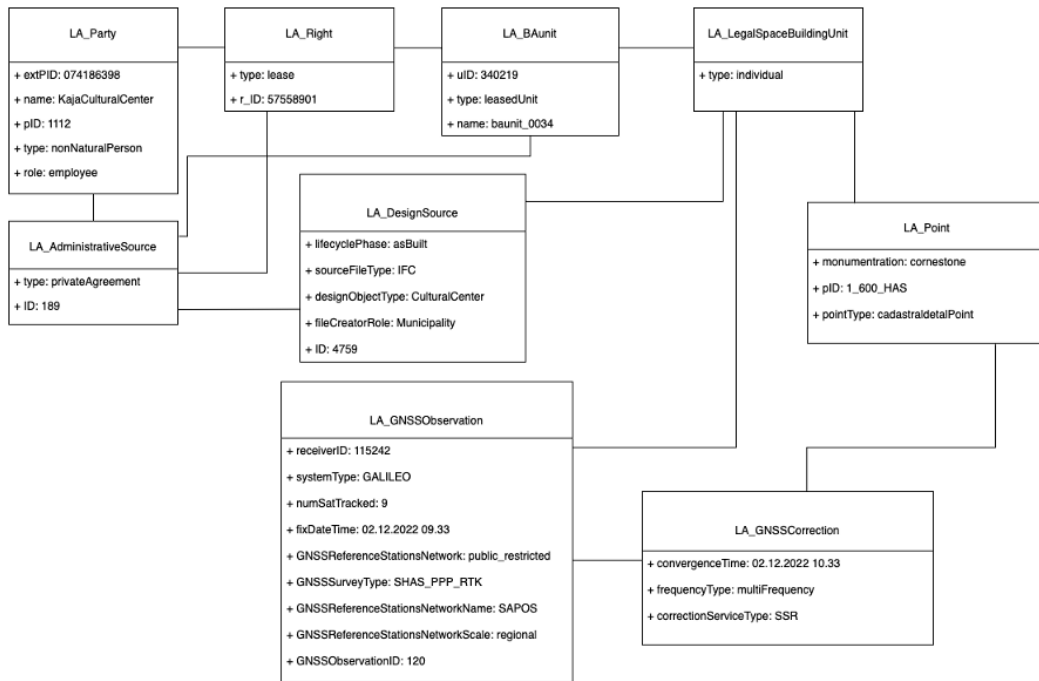 LA_Party
+ extPID: 074186398
+ name: KajaCulturalCenter
+ pID: 1112
+ type: nonNaturalPerson
+ role: employee
LA_Right
+ type: lease
+ r_ID: 57558901
LA_BAunit
+ uID: 340219
+ type: leasedUnit
+ name: baunit_0034
LA_LegalSpaceBuildingUnit
+ type: individual
LA_AdministrativeSource
+ type: privateAgreement
+ ID: 189
LA_DesignSource
+ lifecyclePhase: asBuilt
+ sourceFileType: IFC
+ designObjectType: CulturalCenter
+ fileCreatorRole: Municipality
+ ID: 4759
LA_Point
+ monumentration: cornestone
+ pID: 1_600_HAS
+ pointType: cadastraldetalPoint
LA_GNSSObservation
+ receiverID: 115242
+ systemType: GALILEO
+ numSatTracked: 9
+ fixDateTime: 02.12.2022 09.33
+ GNSSReferenceStationsNetwork: public_restricted
+ GNSSSurveyType: SHAS_PPP_RTK
+ GNSSReferenceStationsNetworkName: SAPOS
+ GNSSReferenceStationsNetworkScale: regional
+ GNSSObservationID: 120
LA_GNSSCorrection
+ convergenceTime: 02.12.2022 10.33
+ frequencyType: multiFrequency
+ correctionServiceType: SSR